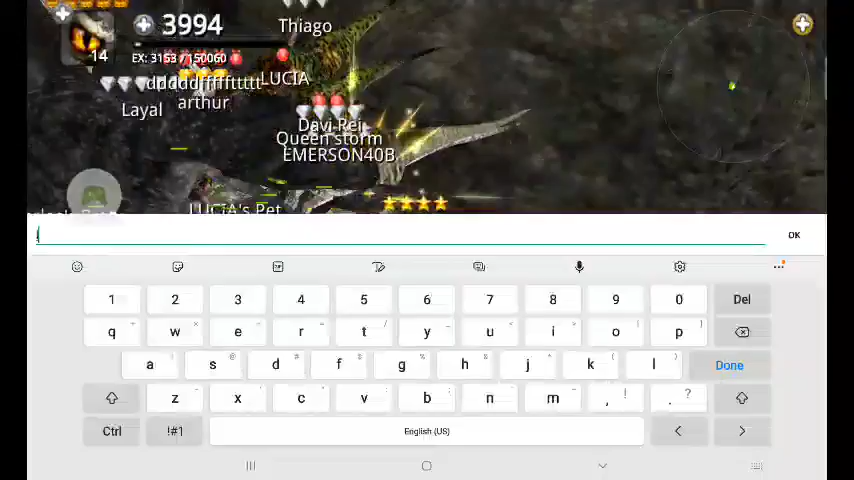 Thiago
3994
14
EX: 3153 / 150060
LUCIA
dddddfffffttttt
Layal
arthur
Davi Rei
Queen storm
EMERSON40B
LUCIA's Pet
OK
1 2 3 4 5 6 7 8 9 0 Del
q w e r t y u i o p
a s d f g h j k l Done
z x c v b n m , ! . ?
Ctrl !#1 English (US) < >